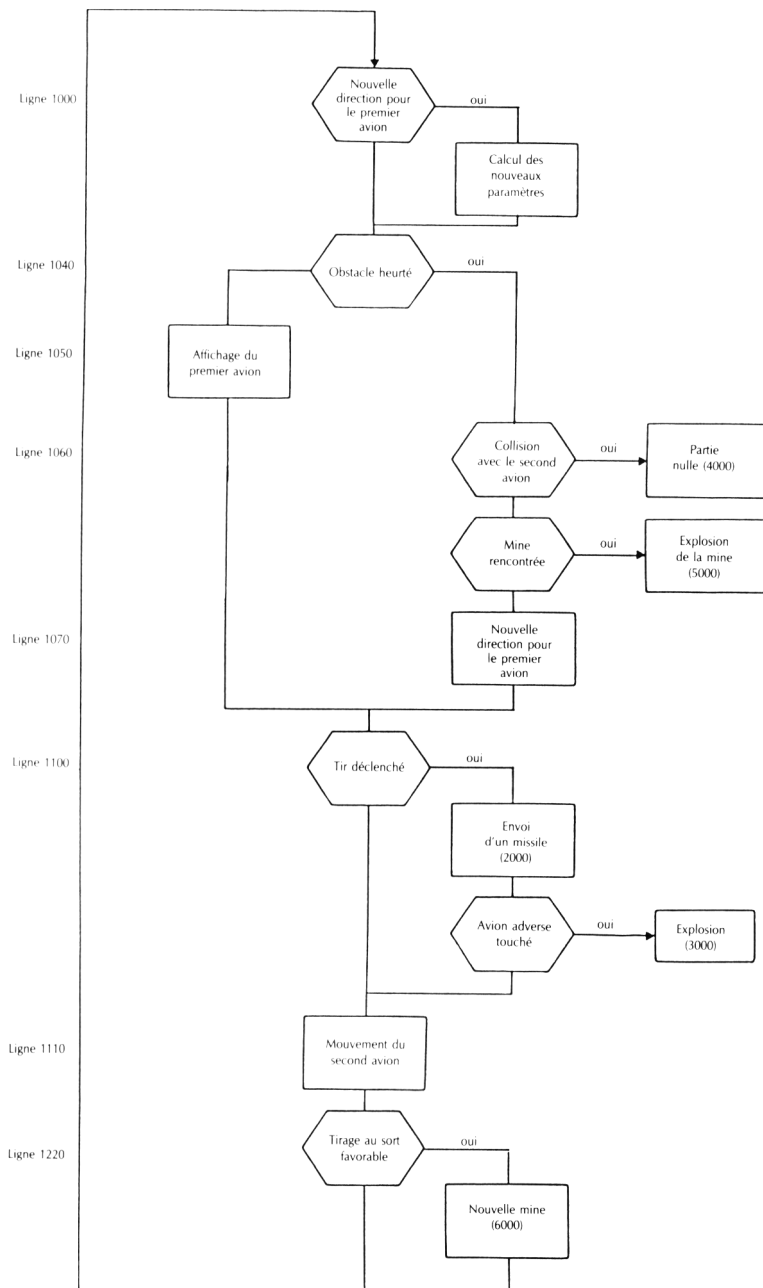 Ligne 1000
Nouvelle
direction pour
le premier
avion
oui
Calcul des
nouveaux
paramètres
Ligne 1040
Obstacle heurté
oui
Ligne 1050
Affichage du
premier avion
Ligne 1060
Collision
avec le second
avion
oui
Partie
nulle (4000)
Mine
rencontrée
oui
Explosion
de la mine
(5000)
Ligne 1070
Nouvelle
direction pour
le premier
avion
Ligne 1100
Tir déclenché
oui
Envoi
d'un missile
(2000)
Avion adverse
touché
oui
Explosion
(3000)
Ligne 1110
Mouvement du
second avion
Ligne 1220
Tirage au sort
favorable
oui
Nouvelle mine
(6000)